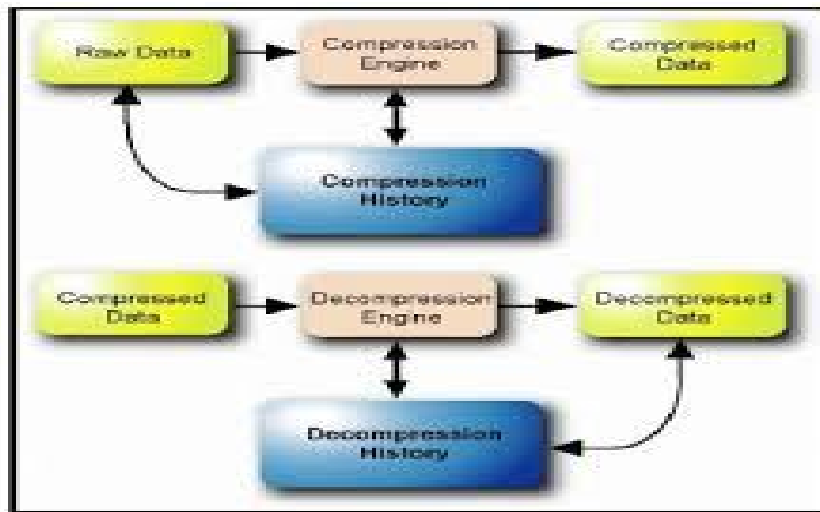 Raw Data
Compression
Engine
Compressed
Data
Compression
History
Compressed
Data
Decompression
Engine
Decompressed
Data
Decompression
History